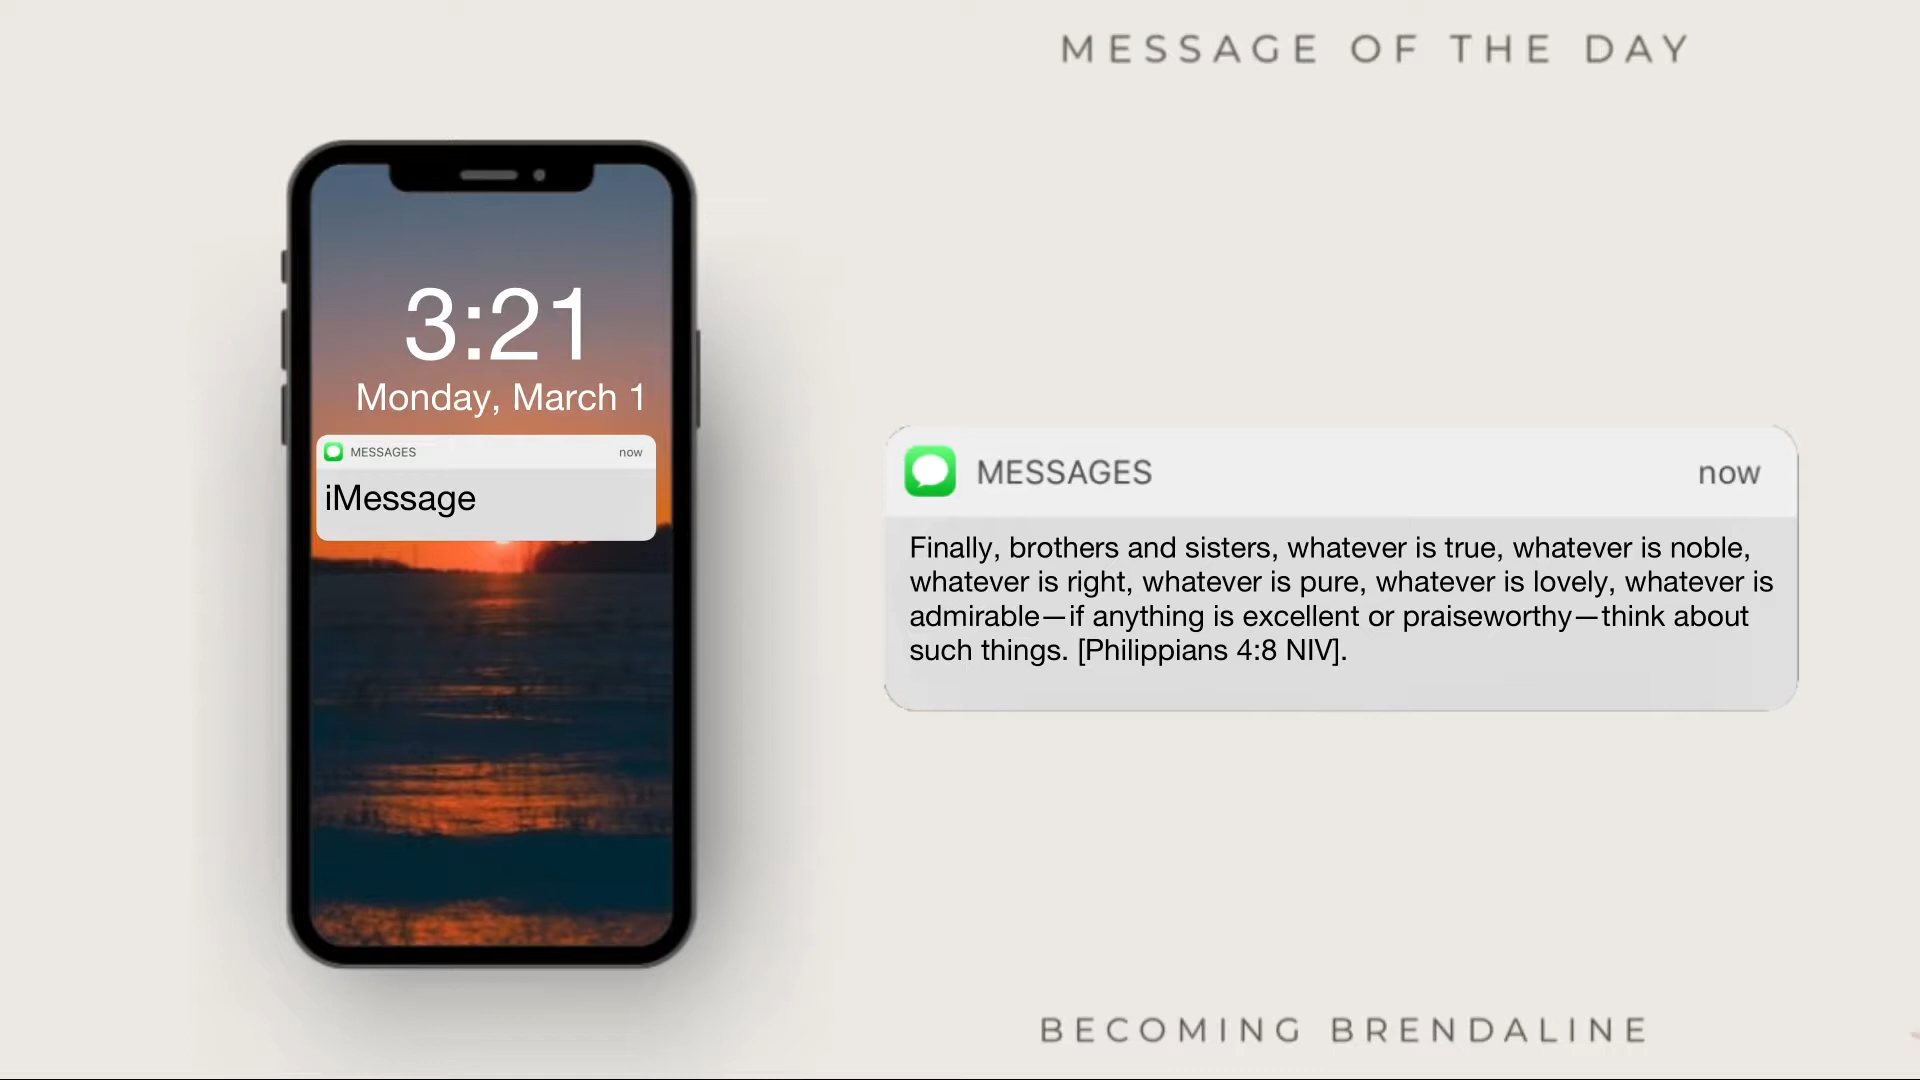 MESSAGE OF THE DAY
3:21
Monday, March 1
MESSAGES now
iMessage
MESSAGES now
Finally, brothers and sisters, whatever is true, whatever is noble,
whatever is right, whatever is pure, whatever is lovely, whatever is
admirable—if anything is excellent or praiseworthy—think about
such things. [Philippians 4:8 NIV].
BECOMING BRENDALINE